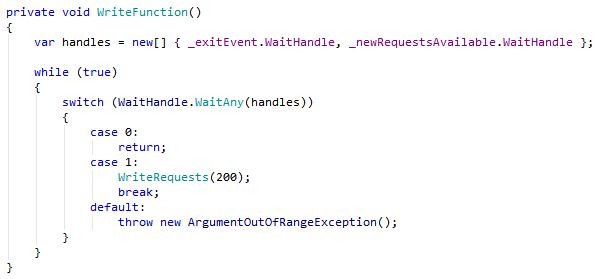 private void WriteFunction()
{
    var handles = new[] { _exitEvent.WaitHandle, _newRequestsAvailable.WaitHandle };

    while (true)
    {
        switch (WaitHandle.WaitAny(handles))
        {
            case 0:
                return;
            case 1:
                WriteRequests(200);
                break;
            default:
                throw new ArgumentOutOfRangeException();
        }
    }
}